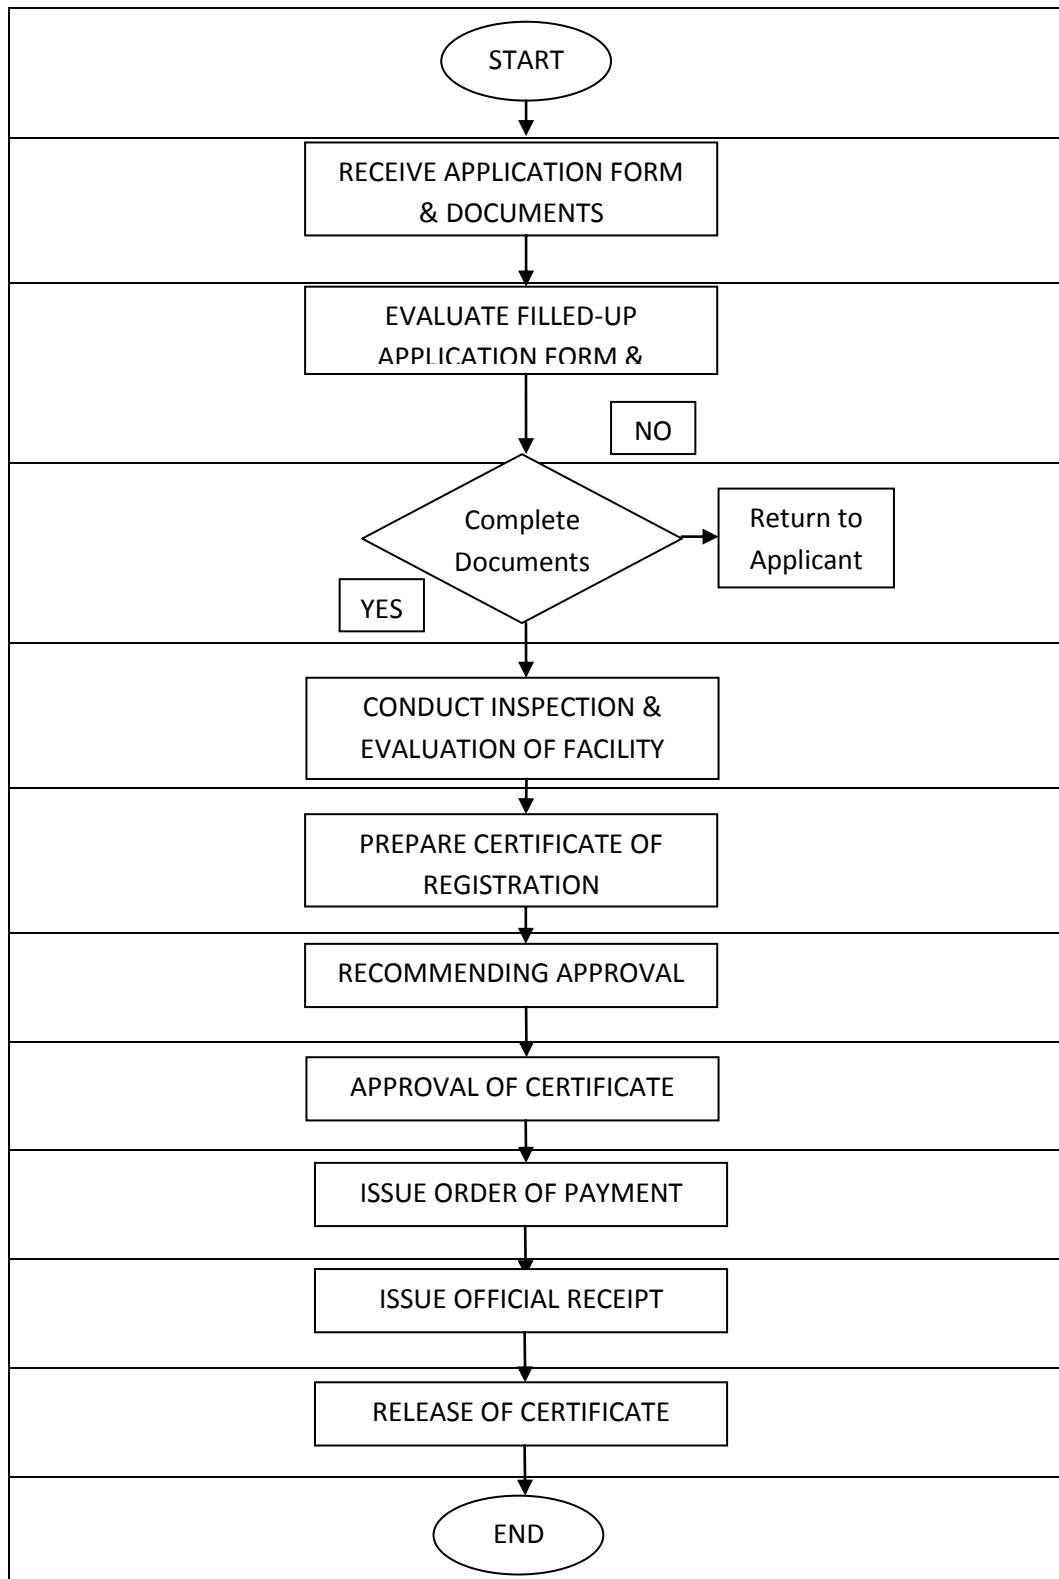 START
RECEIVE APPLICATION FORM
& DOCUMENTS
EVALUATE FILLED-UP
APPLICATION FORM &
NO
Complete
Documents
Return to
Applicant
YES
CONDUCT INSPECTION &
EVALUATION OF FACILITY
PREPARE CERTIFICATE OF
REGISTRATION
RECOMMENDING APPROVAL
APPROVAL OF CERTIFICATE
ISSUE ORDER OF PAYMENT
ISSUE OFFICIAL RECEIPT
RELEASE OF CERTIFICATE
END